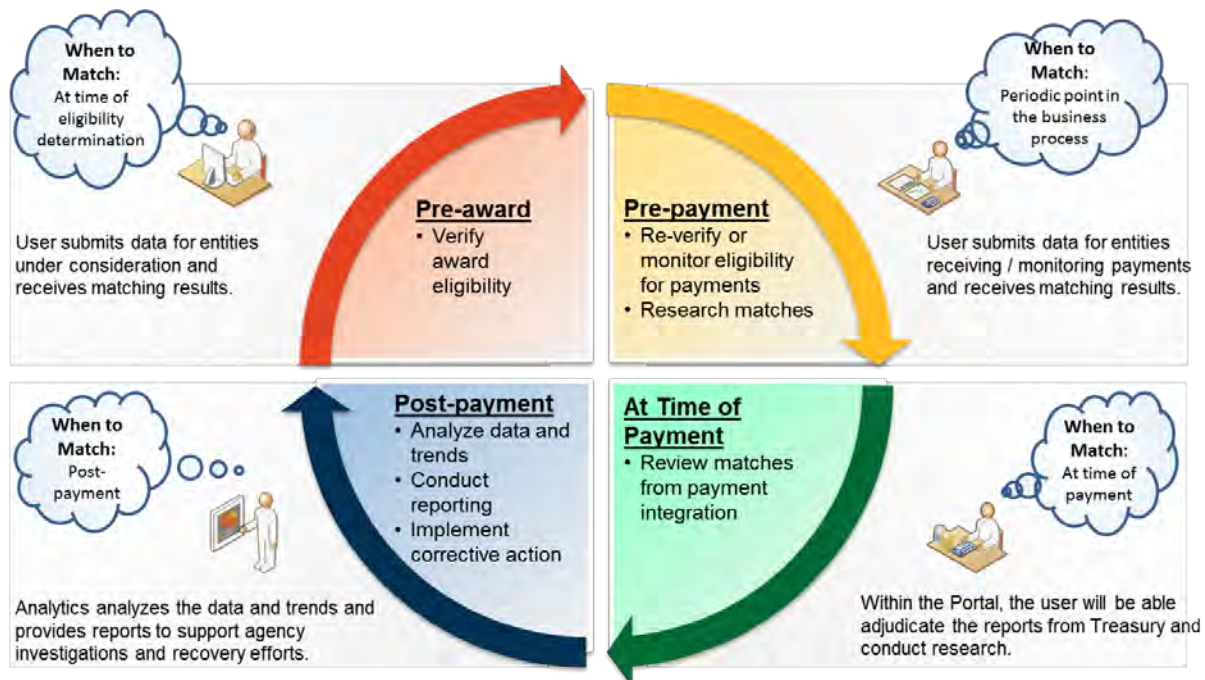 When to
Match:
At time of
eligibility
determination
User submits data for entities
under consideration and
receives matching results.
Pre-award
• Verify
award
eligibility
Pre-payment
• Re-verify or
monitor eligibility
for payments
• Research matches
When to
Match:
Periodic point in
the business
process
User submits data for entities
receiving / monitoring payments
and receives matching results.
When to
Match:
Post-
payment
Analytics analyzes the data and trends and
provides reports to support agency
investigations and recovery efforts.
Post-payment
• Analyze data and
trends
• Conduct
reporting
• Implement
corrective action
At Time of
Payment
• Review matches
from payment
integration
When to
Match:
At time of
payment
Within the Portal, the user will be able
adjudicate the reports from Treasury and
conduct research.